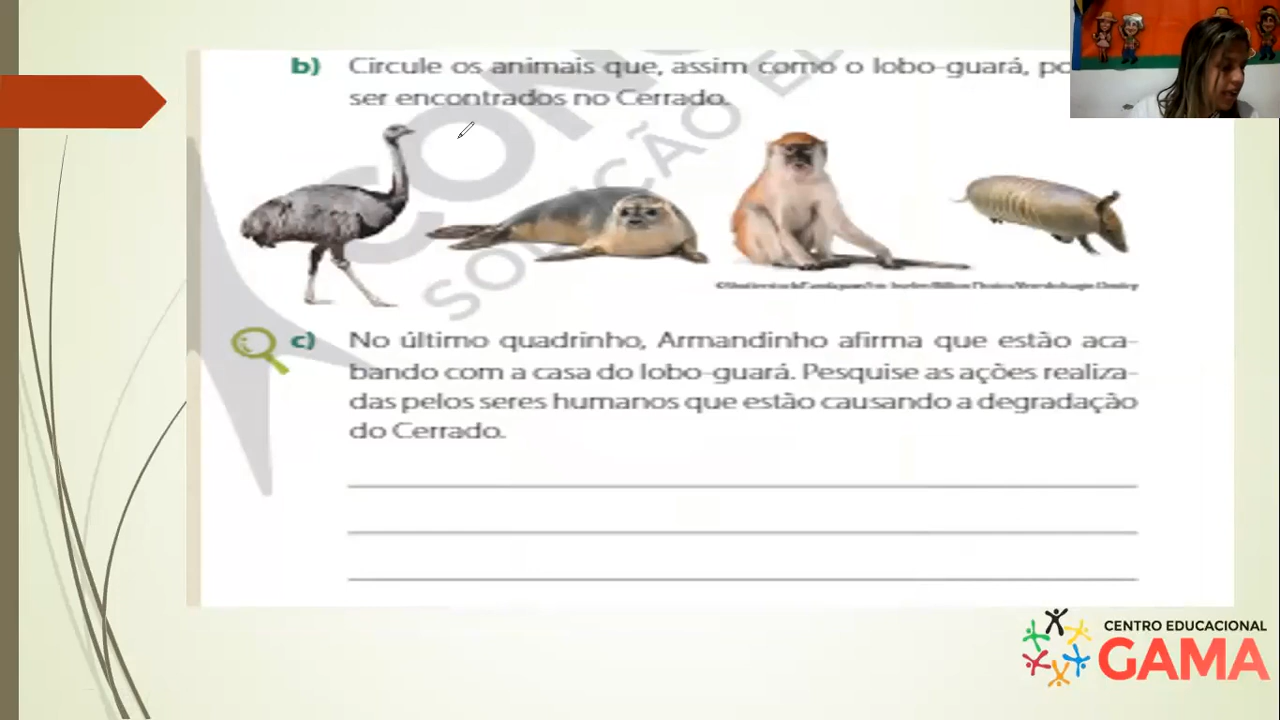 b) Circule os animais que, assim como o lobo-guará, po
ser encontrados no Cerrado.
CON
SOLUÇÃO E
c) No último quadrinho, Armandinho afirma que estão aca-
bando com a casa do lobo-guará. Pesquise as ações realiza-
das pelos seres humanos que estão causando a degradação
do Cerrado.
CENTRO EDUCACIONAL
GAMA